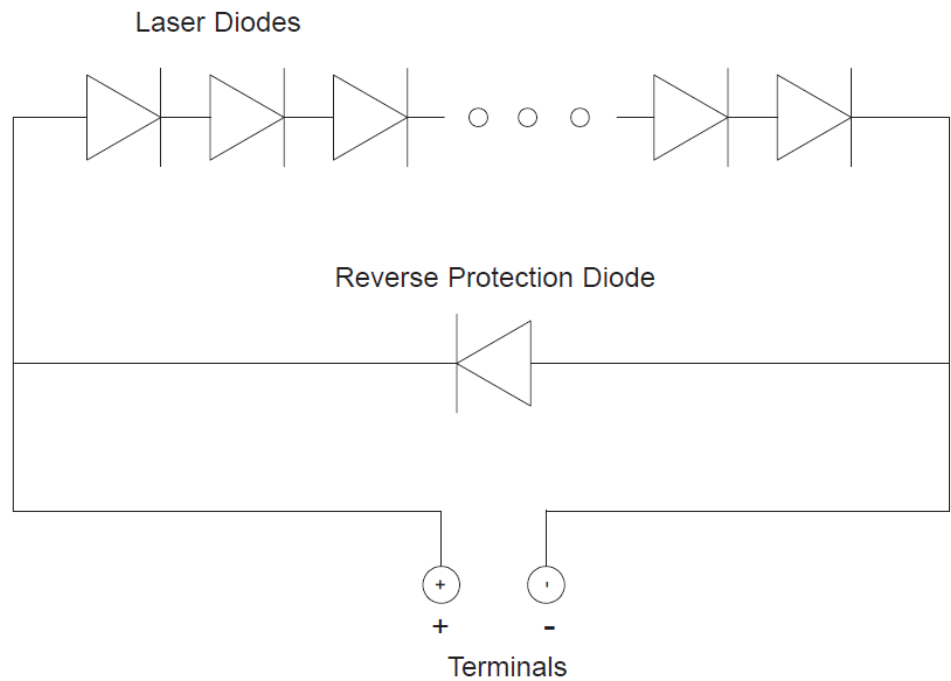 Laser Diodes
Reverse Protection Diode
+ -
+ -
Terminals